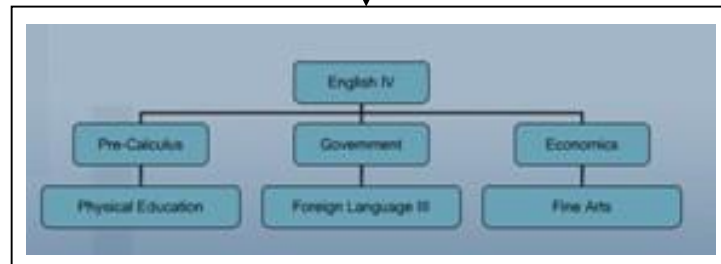 English IV
Pre-Calculus Government Economics
Physical Education Foreign Language III Fine Arts